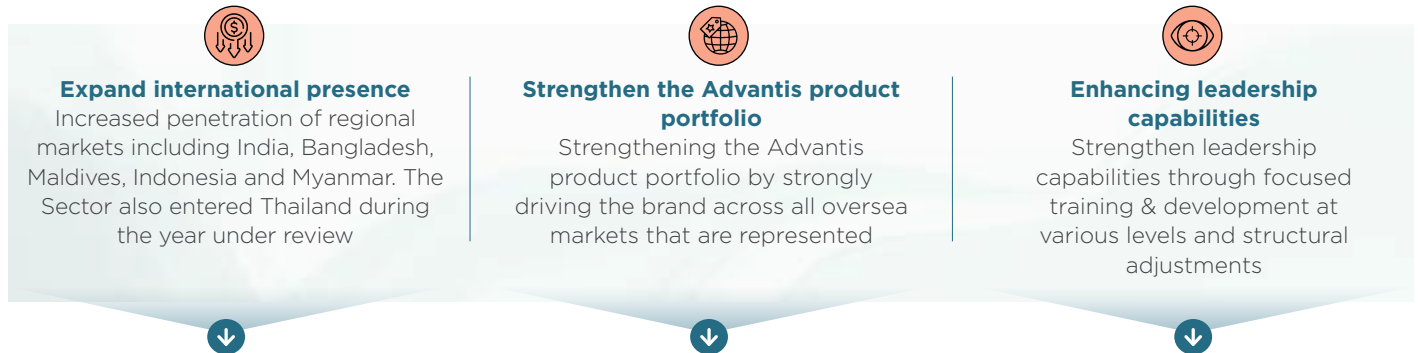 Expand international presence
Increased penetration of regional
markets including India, Bangladesh,
Maldives, Indonesia and Myanmar. The
Sector also entered Thailand during
the year under review
Strengthen the Advantis product
portfolio
Strengthening the Advantis
product portfolio by strongly
driving the brand across all oversea
markets that are represented
Enhancing leadership
capabilities
Strengthen leadership
capabilities through focused
training & development at
various levels and structural
adjustments